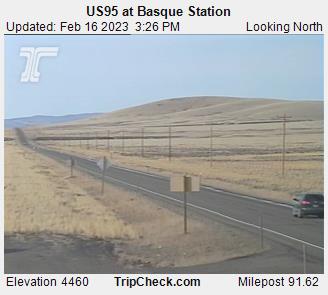 US95 at Basque Station
Updated: Feb 16 2023 3:26 PM Looking North
Elevation 4460 TripCheck.com Milepost 91.62